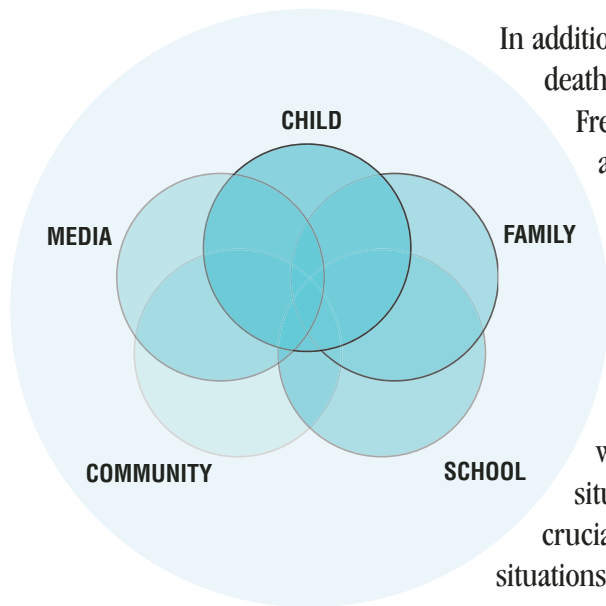 In additio
death
Fre
a
CHILD
MEDIA
FAMILY
COMMUNITY
SCHOOL
w
situ
crucia
situations